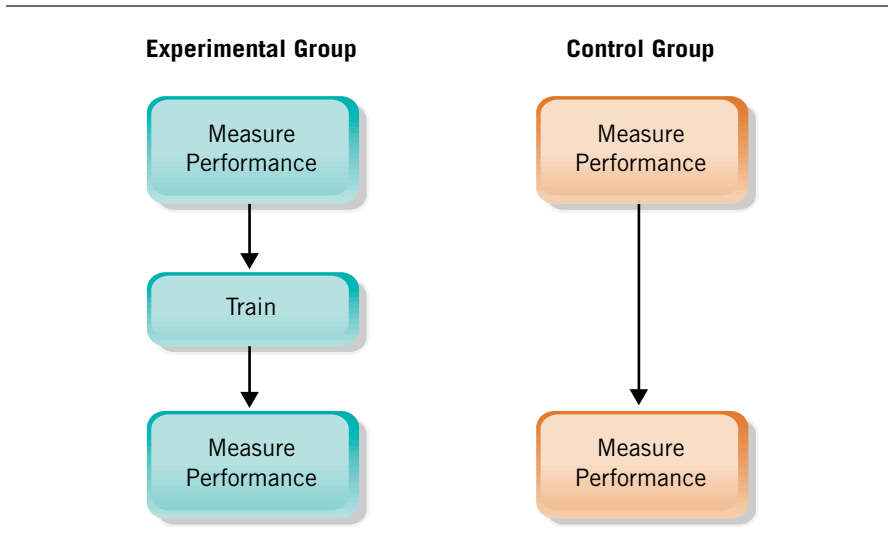 Experimental Group
Control Group
Measure
Performance
Measure
Performance
Train
Measure
Performance
Measure
Performance